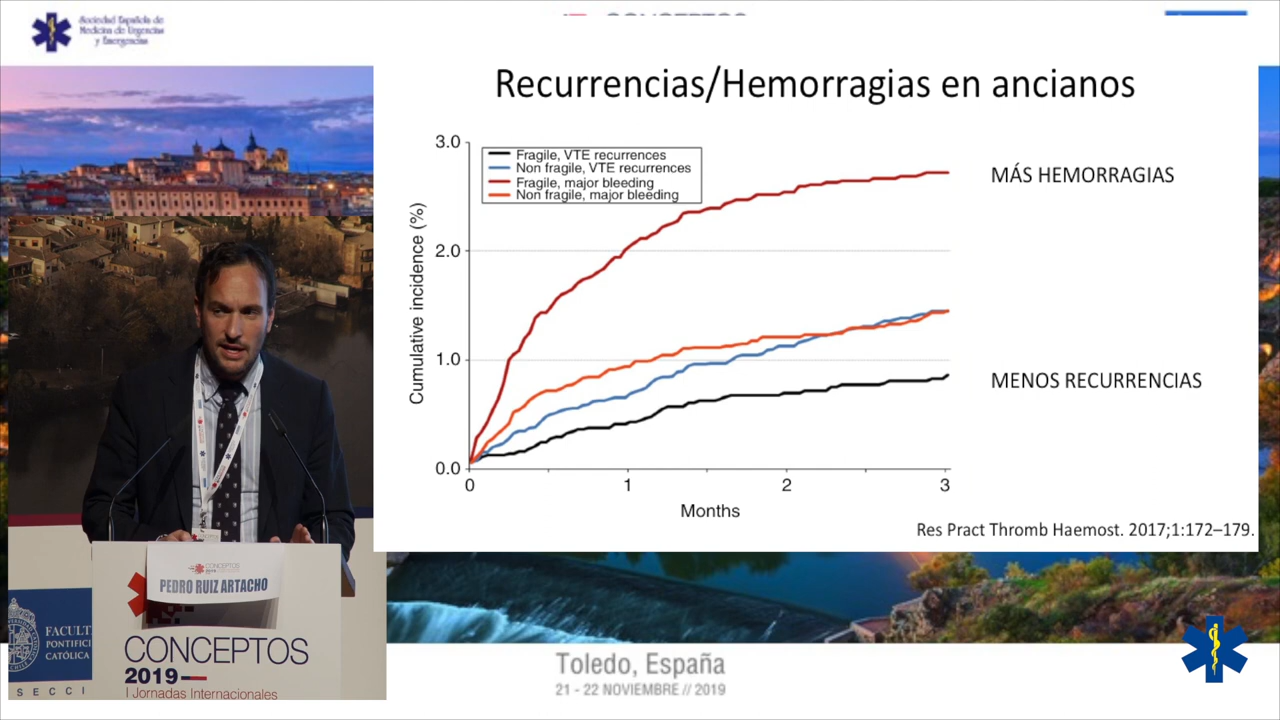 Sociedad Española de
Medicina de Urgencias
y Emergencias
CONCEPTOS
Recurrencias/Hemorragias en ancianos
3.0
2.0
1.0
0.0
Cumulative incidence (%)
Fragile, VTE recurrences
Non fragile, VTE recurrences
Fragile, major bleeding
Non fragile, major bleeding
MÁS HEMORRAGIAS
MENOS RECURRENCIAS
0
1
2
3
Months
Res Pract Thromb Haemost. 2017;1:172–179.
CONCEPTOS
PEDRO RUIZ ARTACHO
FACULT
PONTIFICI
CATÓLICA
SECCI
CONCEPTOS
2019
I Jornadas Internacionales
Toledo, España
21 - 22 NOVIEMBRE // 2019